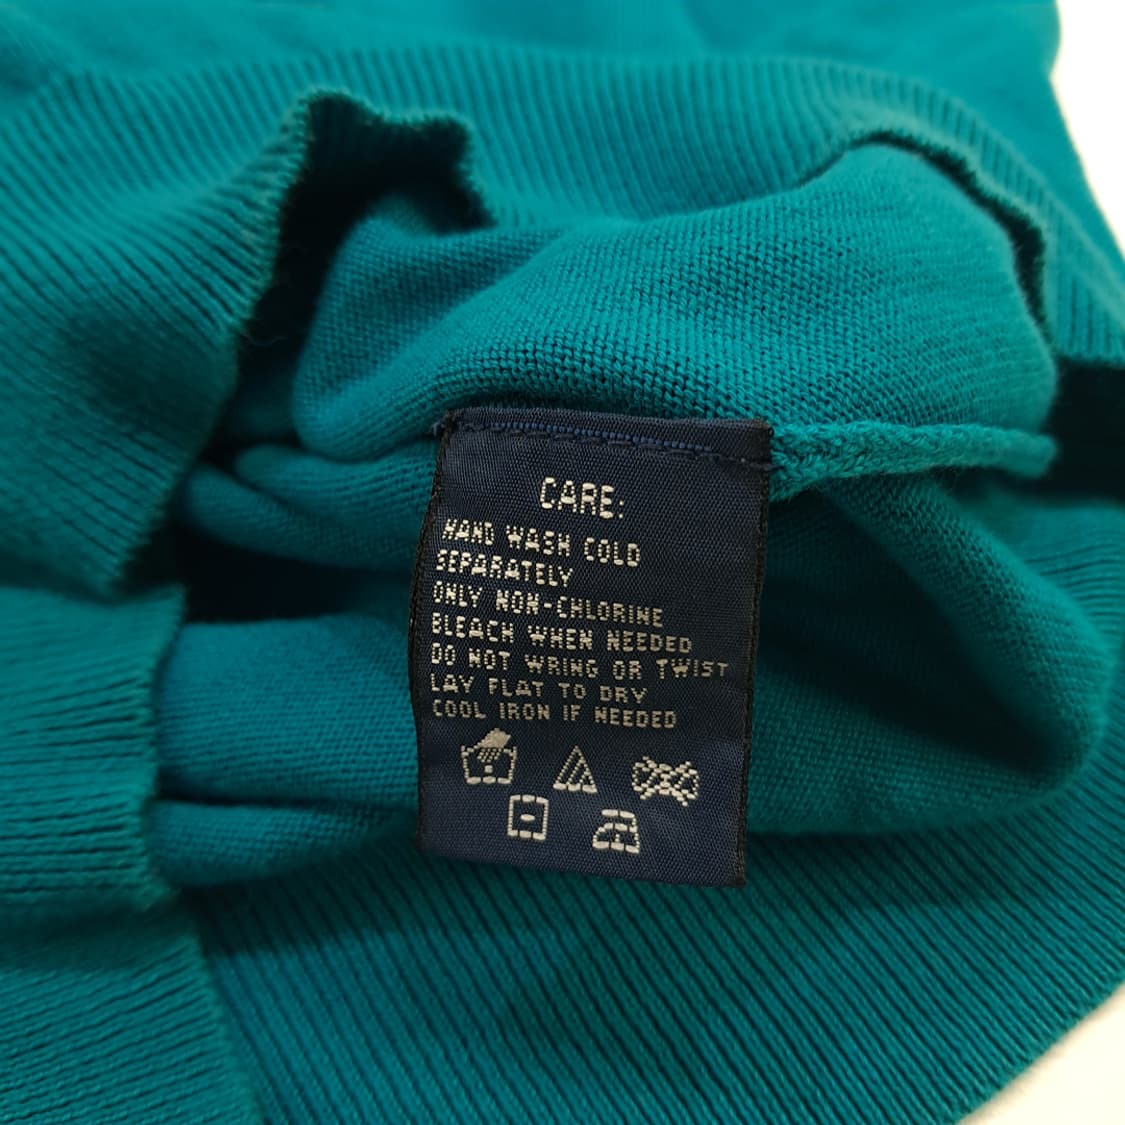 CARE:
HAND WASH COLD
SEPARATELY
ONLY NON-CHLORINE
BLEACH WHEN NEEDED
DO NOT WRING OR TWIST
LAY FLAT TO DRY
COOL IRON IF NEEDED